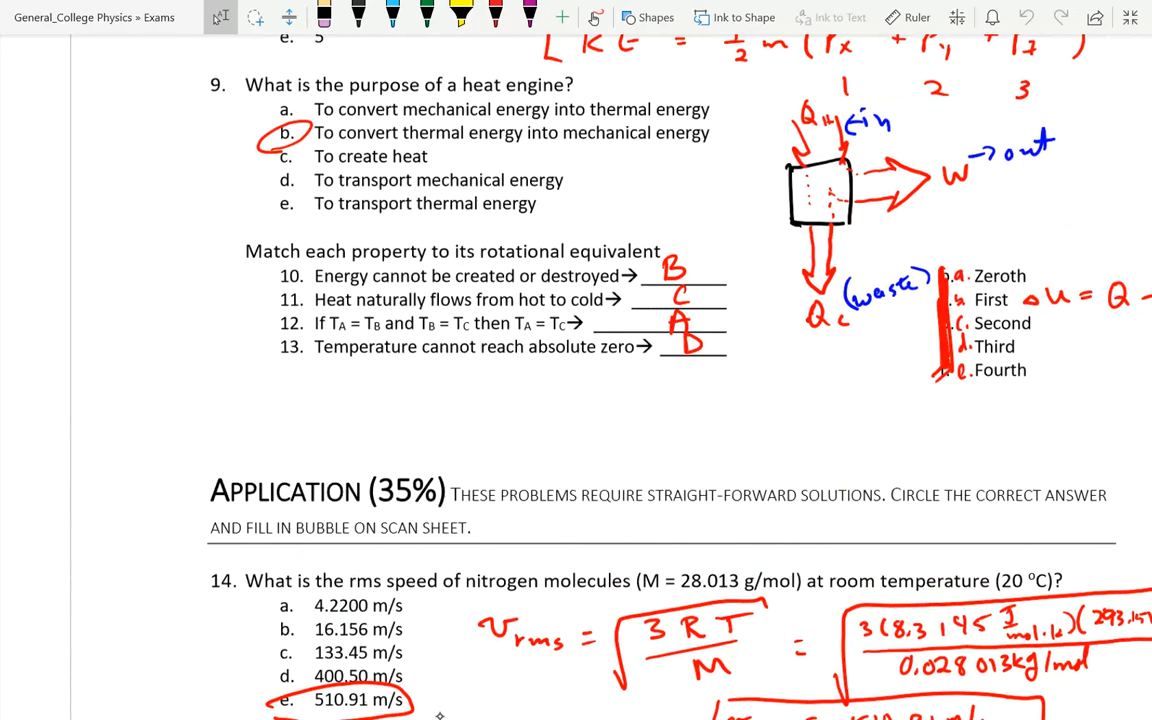 General_College Physics » Exams
Shapes
Ink to Shape
Ink to Text
Ruler
e. 5
[ KE = 1/2 m (
+
+
)
1 2 3
9. What is the purpose of a heat engine?
a. To convert mechanical energy into thermal energy
b. To convert thermal energy into mechanical energy
c. To create heat
d. To transport mechanical energy
e. To transport thermal energy
QH ← in
W → out
QC (waste)
Match each property to its rotational equivalent
10. Energy cannot be created or destroyed→ B
11. Heat naturally flows from hot to cold→ C
12. If TA = TB and TB = TC then TA = TC→ A
13. Temperature cannot reach absolute zero→ D
a. Zeroth
First ΔU = Q -
c. Second
d. Third
e. Fourth
APPLICATION (35%) THESE PROBLEMS REQUIRE STRAIGHT-FORWARD SOLUTIONS. CIRCLE THE CORRECT ANSWER
AND FILL IN BUBBLE ON SCAN SHEET.
14. What is the rms speed of nitrogen molecules (M = 28.013 g/mol) at room temperature (20 °C)?
a. 4.2200 m/s
b. 16.156 m/s
c. 133.45 m/s
d. 400.50 m/s
e. 510.91 m/s
vrms = √(3RT/M) = √(3(8.3145 J/mol·k)(293.15
0.028013kg/mol